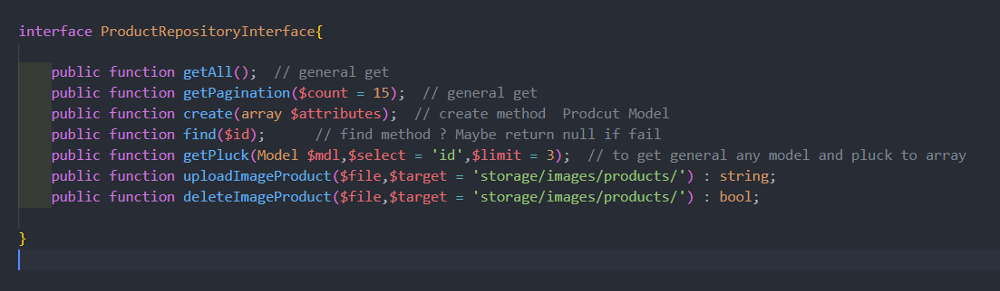 interface ProductRepositoryInterface{
public function getAll();  // general get
public function getPagination($count = 15);  // general get
public function create(array $attributes);  // create method  Prodcut Model
public function find($id);      // find method ? Maybe return null if fail
public function getPluck(Model $mdl,$select = 'id',$limit = 3);  // to get general any model and pluck to array
public function uploadImageProduct($file,$target = 'storage/images/products/') : string;
public function deleteImageProduct($file,$target = 'storage/images/products/') : bool;
}